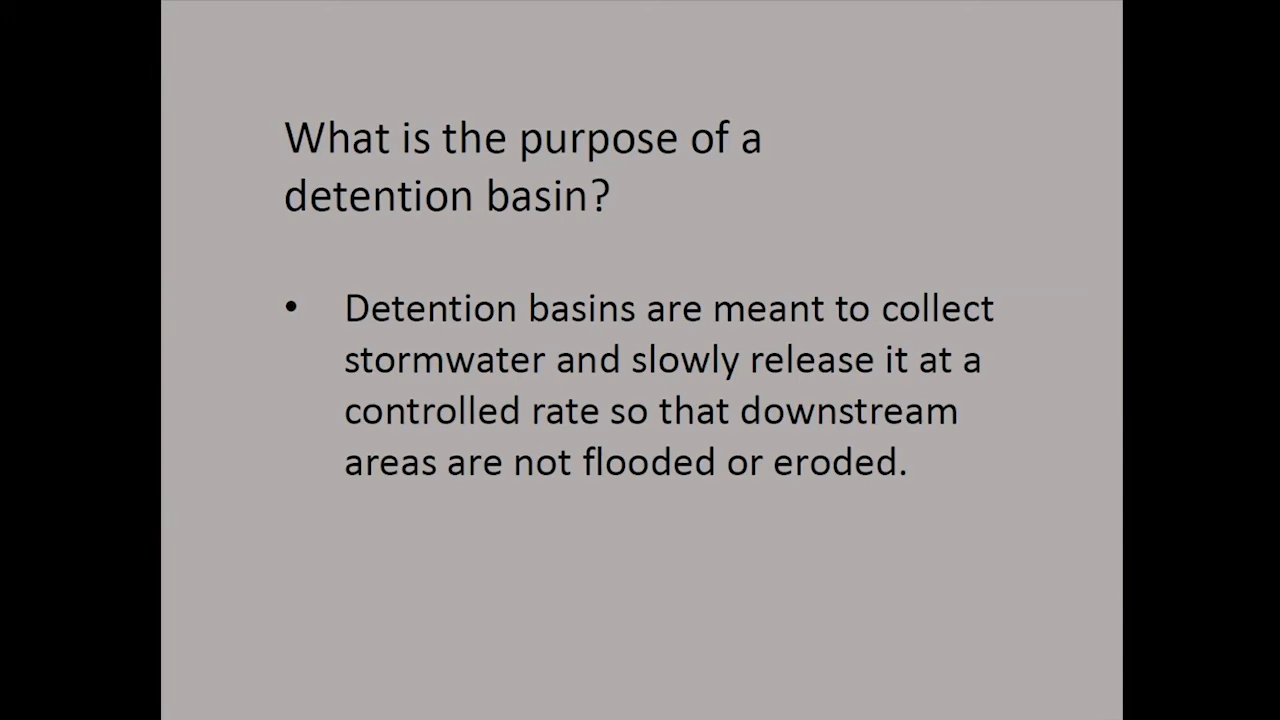 What is the purpose of a
detention basin?
• Detention basins are meant to collect
stormwater and slowly release it at a
controlled rate so that downstream
areas are not flooded or eroded.